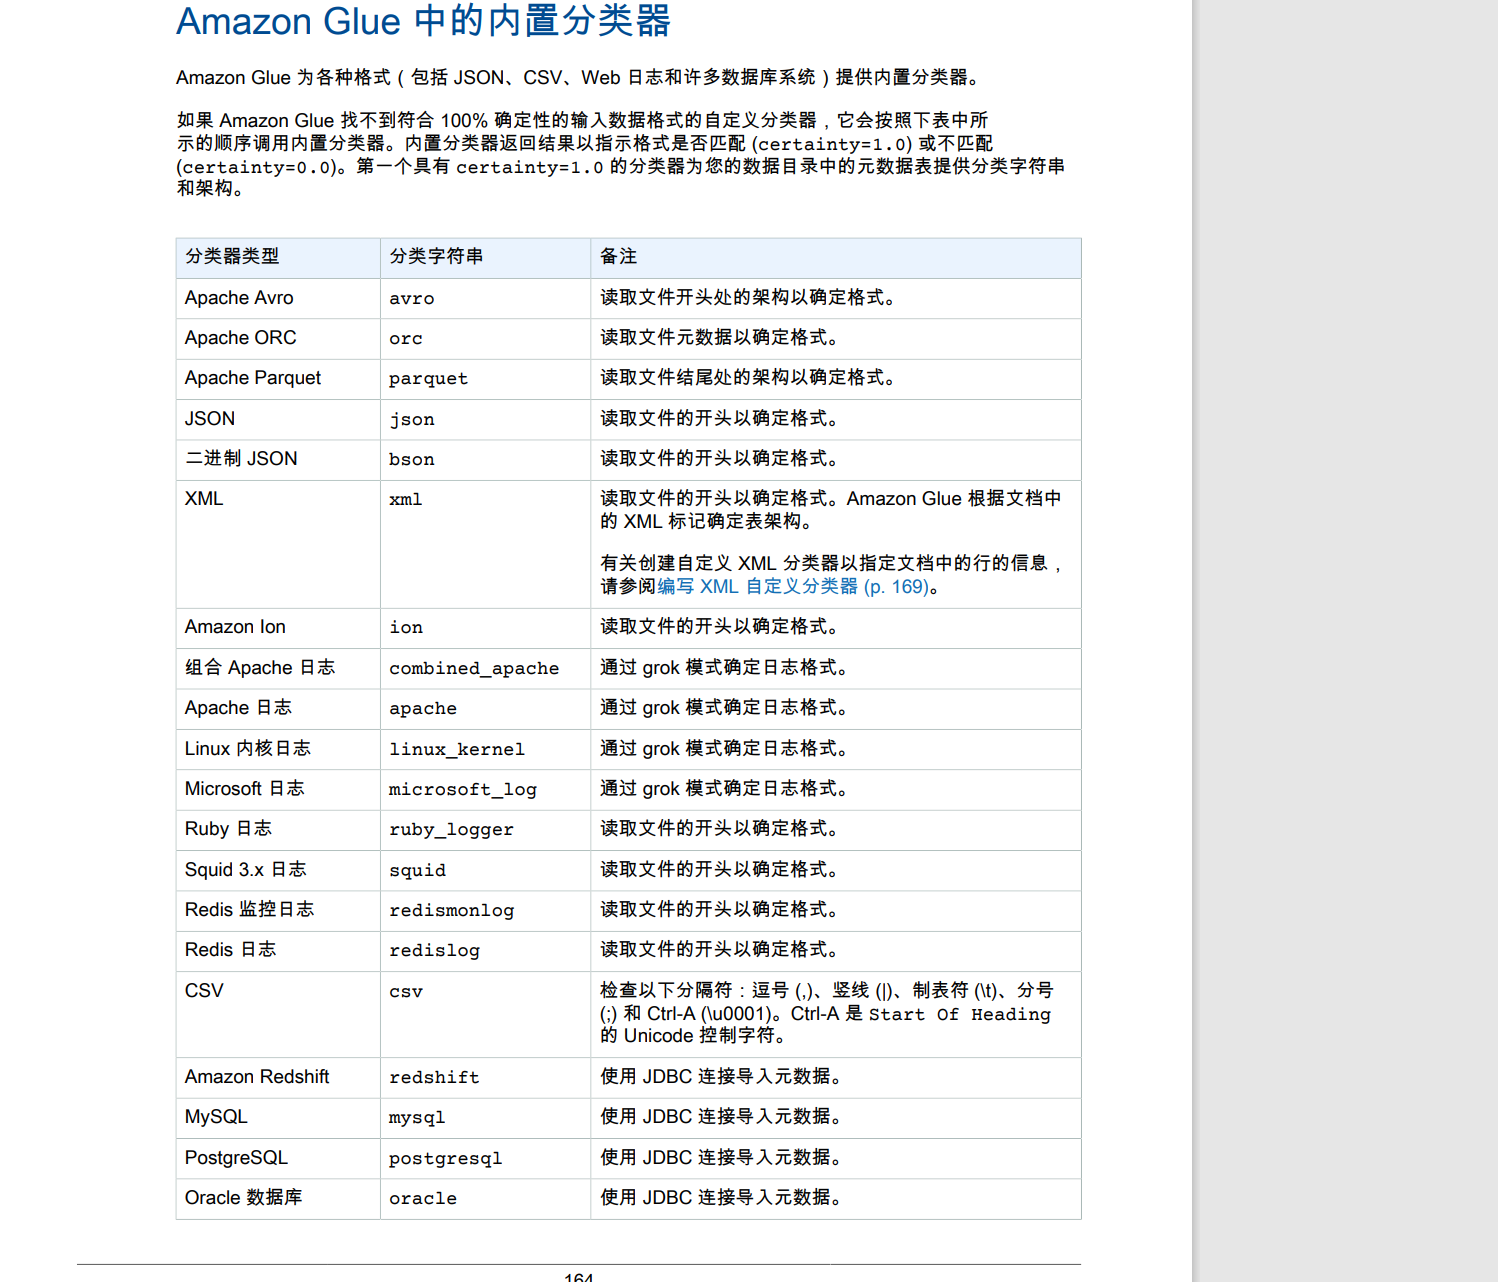 Amazon Glue 中的内置分类器
Amazon Glue 为各种格式（包括 JSON、CSV、Web 日志和许多数据库系统）提供内置分类器。
如果 Amazon Glue 找不到符合 100% 确定性的输入数据格式的自定义分类器，它会按照下表中所
示的顺序调用内置分类器。内置分类器返回结果以指示格式是否匹配 (certainty=1.0) 或不匹配
(certainty=0.0)。第一个具有 certainty=1.0 的分类器为您的数据目录中的元数据表提供分类字符串
和架构。
分类器类型 分类字符串 备注
Apache Avro avro 读取文件开头处的架构以确定格式。
Apache ORC orc 读取文件元数据以确定格式。
Apache Parquet parquet 读取文件结尾处的架构以确定格式。
JSON json 读取文件的开头以确定格式。
二进制 JSON bson 读取文件的开头以确定格式。
XML xml 读取文件的开头以确定格式。Amazon Glue 根据文档中
的 XML 标记确定表架构。
有关创建自定义 XML 分类器以指定文档中的行的信息，
请参阅编写 XML 自定义分类器 (p. 169)。
Amazon Ion ion 读取文件的开头以确定格式。
组合 Apache 日志 combined_apache 通过 grok 模式确定日志格式。
Apache 日志 apache 通过 grok 模式确定日志格式。
Linux 内核日志 linux_kernel 通过 grok 模式确定日志格式。
Microsoft 日志 microsoft_log 通过 grok 模式确定日志格式。
Ruby 日志 ruby_logger 读取文件的开头以确定格式。
Squid 3.x 日志 squid 读取文件的开头以确定格式。
Redis 监控日志 redismonlog 读取文件的开头以确定格式。
Redis 日志 redislog 读取文件的开头以确定格式。
CSV csv 检查以下分隔符：逗号 (,)、竖线 (|)、制表符 (\t)、分号
(;) 和 Ctrl-A (\u0001)。Ctrl-A 是 Start Of Heading
的 Unicode 控制字符。
Amazon Redshift redshift 使用 JDBC 连接导入元数据。
MySQL mysql 使用 JDBC 连接导入元数据。
PostgreSQL postgresql 使用 JDBC 连接导入元数据。
Oracle 数据库 oracle 使用 JDBC 连接导入元数据。
164